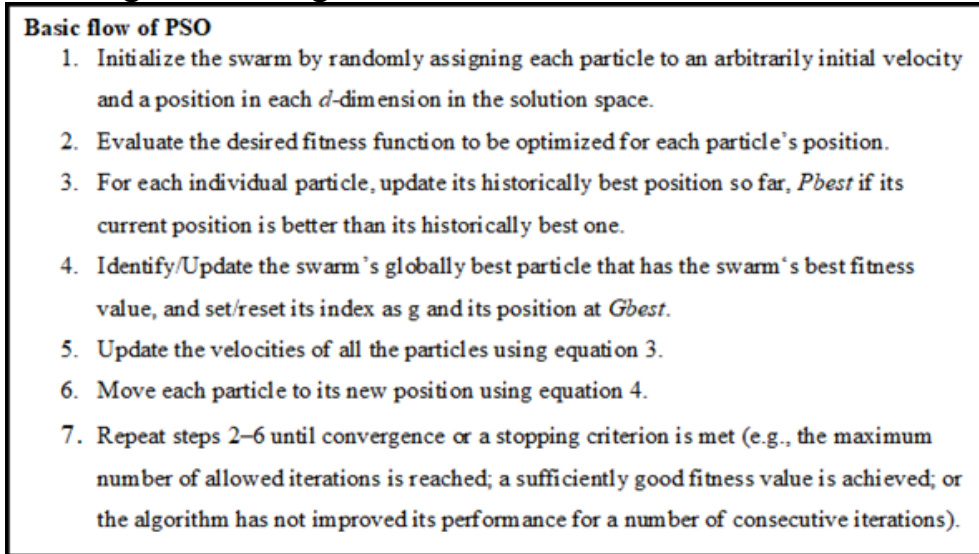 Basic flow of PSO
1. Initialize the swarm by randomly assigning each particle to an arbitrarily initial velocity
and a position in each d-dimension in the solution space.
2. Evaluate the desired fitness function to be optimized for each particle's position.
3. For each individual particle, update its historically best position so far, Pbest if its
current position is better than its historically best one.
4. Identify/Update the swarm's globally best particle that has the swarm's best fitness
value, and set/reset its index as g and its position at Gbest.
5. Update the velocities of all the particles using equation 3.
6. Move each particle to its new position using equation 4.
7. Repeat steps 2–6 until convergence or a stopping criterion is met (e.g., the maximum
number of allowed iterations is reached; a sufficiently good fitness value is achieved; or
the algorithm has not improved its performance for a number of consecutive iterations).